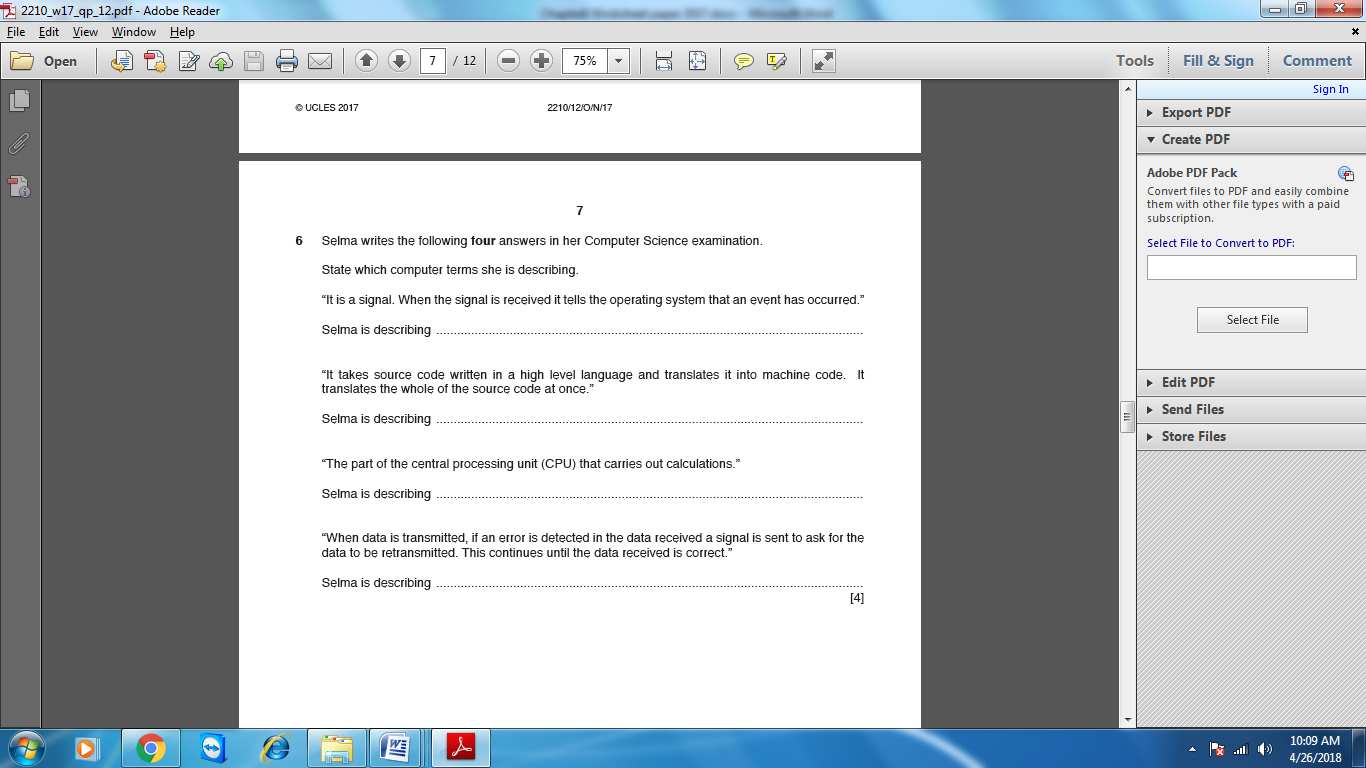 2210_w17_qp_12.pdf - Adobe Reader
File Edit View Window Help
Open 7 / 12 75% Tools Fill & Sign Comment
Sign In
Export PDF
Create PDF
Adobe PDF Pack
Convert files to PDF and easily combine
them with other file types with a paid
subscription.
Select File to Convert to PDF:
Select File
Edit PDF
Send Files
Store Files
© UCLES 2017 2210/12/O/N/17
7
6 Selma writes the following four answers in her Computer Science examination.
State which computer terms she is describing.
“It is a signal. When the signal is received it tells the operating system that an event has occurred.”
Selma is describing ..........................................................................................................................
“It takes source code written in a high level language and translates it into machine code. It
translates the whole of the source code at once.”
Selma is describing ..........................................................................................................................
“The part of the central processing unit (CPU) that carries out calculations.”
Selma is describing ..........................................................................................................................
“When data is transmitted, if an error is detected in the data received a signal is sent to ask for the
data to be retransmitted. This continues until the data received is correct.”
Selma is describing ..........................................................................................................................
[4]
10:09 AM
4/26/2018